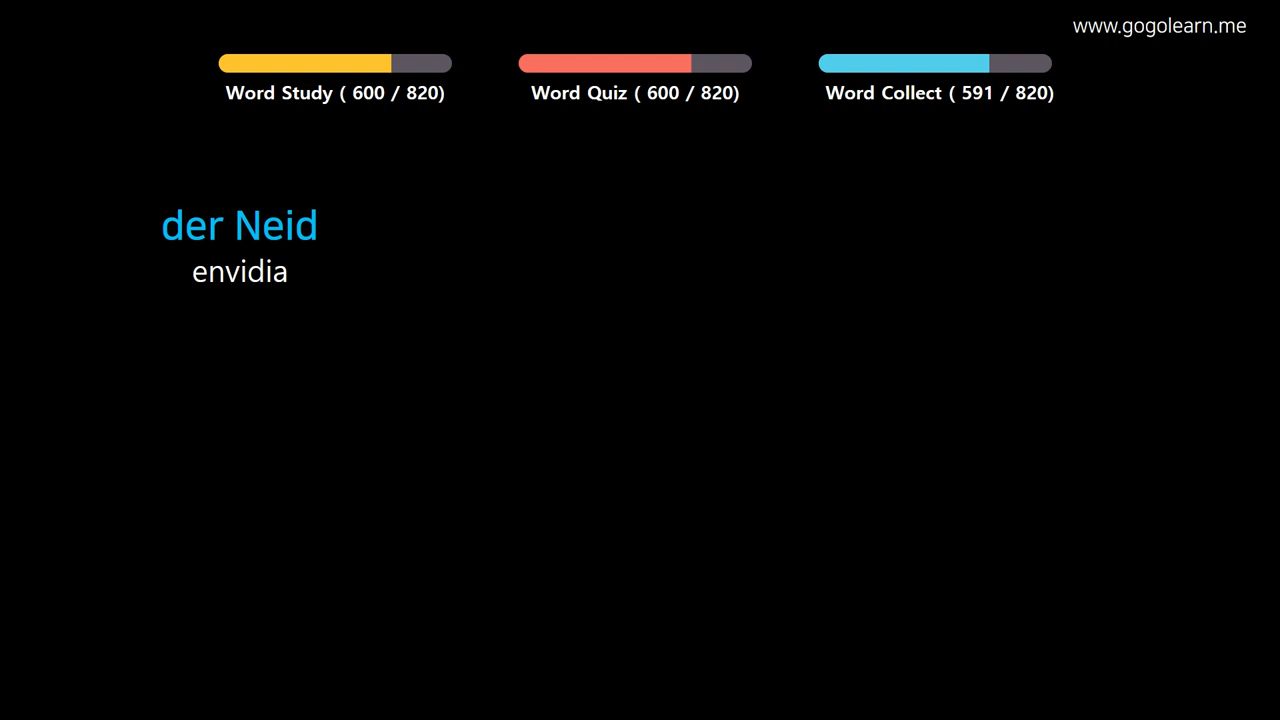 www.gogolearn.me
Word Study ( 600 / 820)
Word Quiz ( 600 / 820)
Word Collect ( 591 / 820)
der Neid
envidia